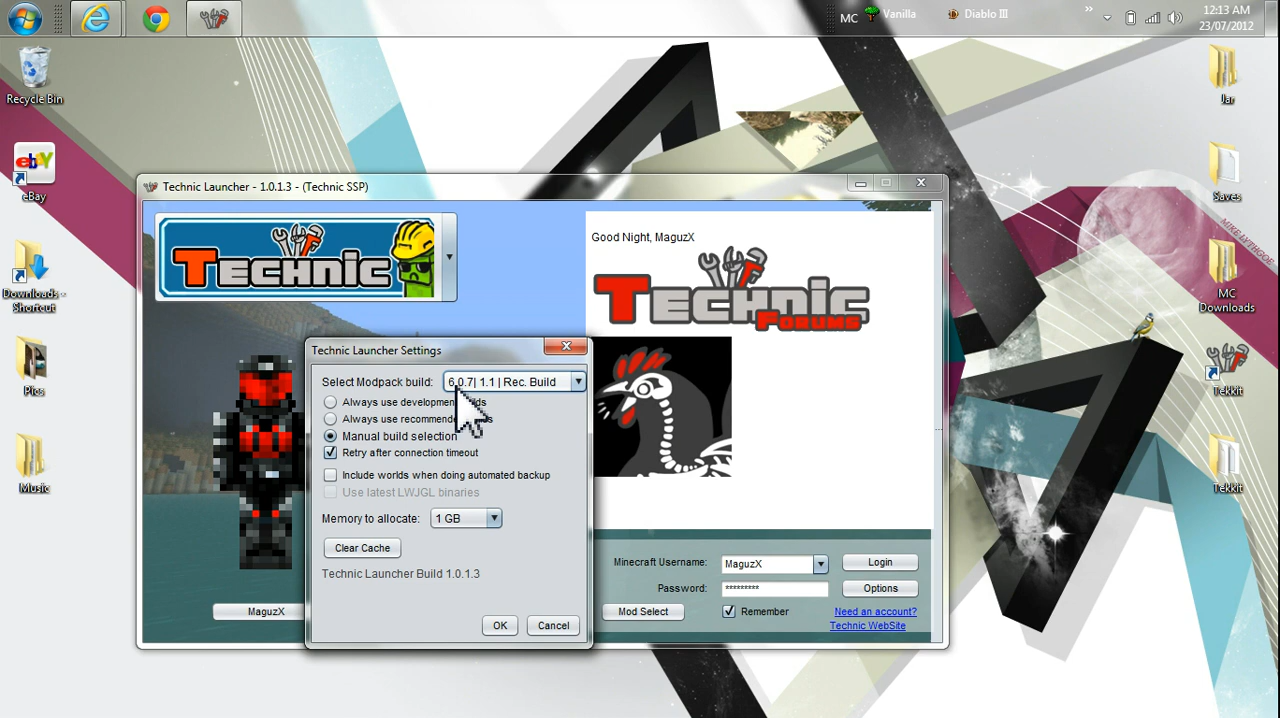 MC
Vanilla
Diablo III
»
12:13 AM
23/07/2012
Recycle Bin
eBay
eBay
Downloads -
Shortcut
Pics
Music
Jar
Saves
MIKE LYTHGOE
MC
Downloads
Tekkit
Tekkit
Technic Launcher - 1.0.1.3 - (Technic SSP)
TECHNIC
Good Night, MaguzX
TECHNIC
FORUMS
Technic Launcher Settings
Select Modpack build:
6.0.7| 1.1 | Rec. Build
Always use development
Always use recommend
Manual build selection
Retry after connection timeout
Include worlds when doing automated backup
Use latest LWJGL binaries
Memory to allocate:
1 GB
Clear Cache
Technic Launcher Build 1.0.1.3
OK
Cancel
MaguzX
Minecraft Username:
MaguzX
Login
Password:
*********
Options
Mod Select
Remember
Need an account?
Technic WebSite